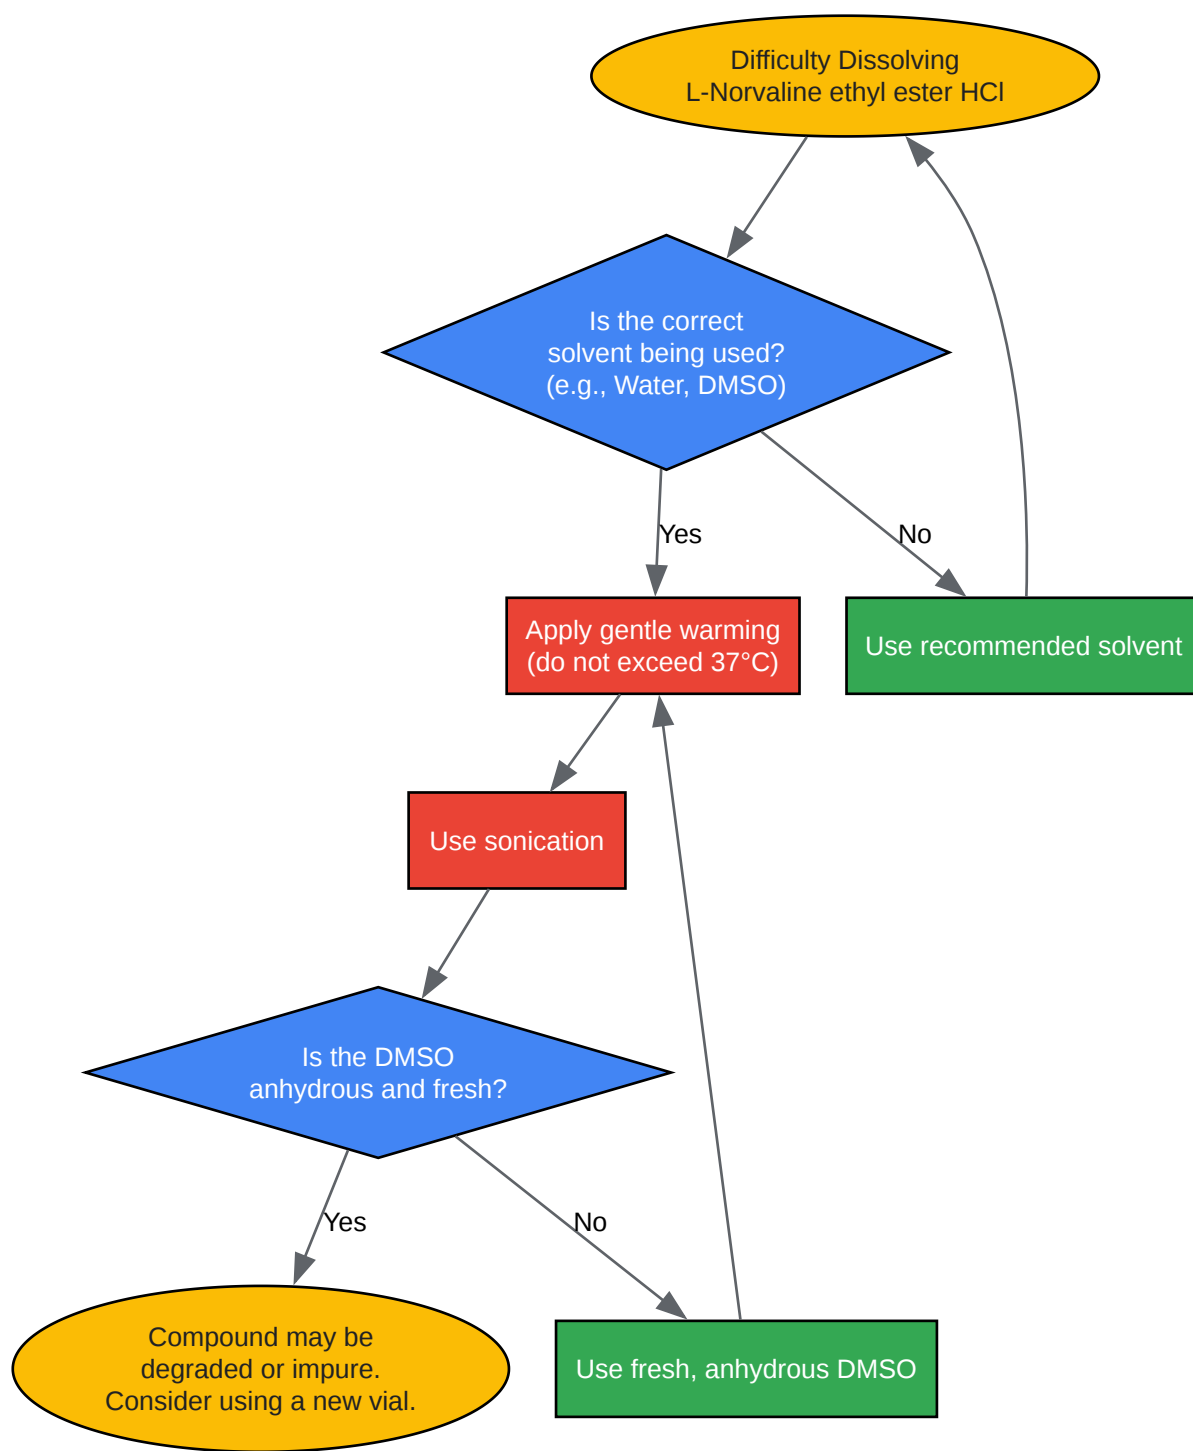 Difficulty Dissolving
L-Norvaline ethyl ester HCl
Is the correct
solvent being used?
(e.g., Water, DMSO)
Yes
No
Apply gentle warming
(do not exceed 37°C)
Use recommended solvent
Use sonication
Is the DMSO
anhydrous and fresh?
Yes
No
Compound may be
degraded or impure.
Consider using a new vial.
Use fresh, anhydrous DMSO